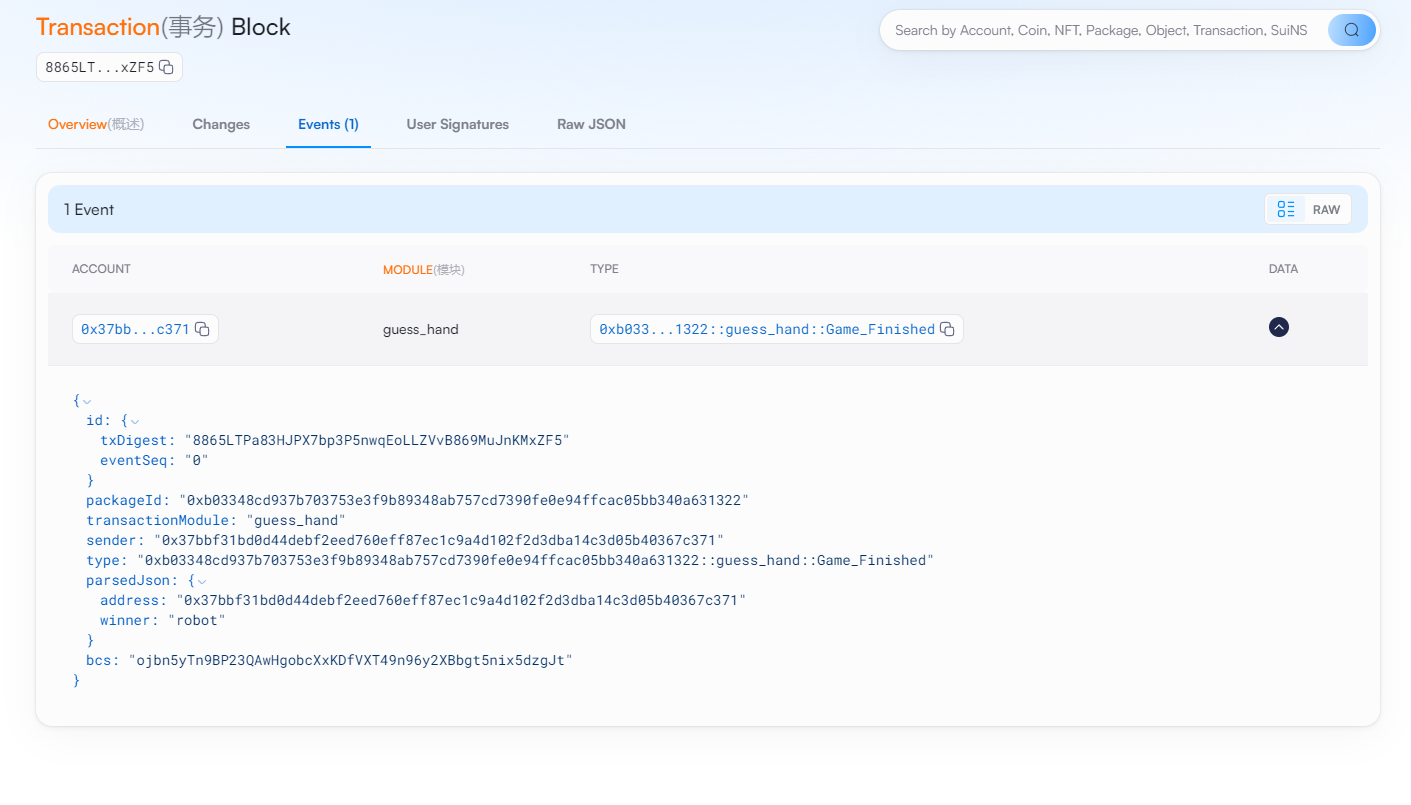 Transaction(事务) Block
Search by Account, Coin, NFT, Package, Object, Transaction, SuiNS
8865LT...xZF5
Overview(概述) Changes Events (1) User Signatures Raw JSON
1 Event RAW
ACCOUNT MODULE(模块) TYPE DATA
0x37bb...c371 guess_hand 0xb033...1322::guess_hand::Game_Finished
{
id: {
txDigest: "8865LTPa83HJPX7bp3P5nwqEoLLZVvB869MuJnKMxZF5"
eventSeq: "0"
}
packageId: "0xb03348cd937b703753e3f9b89348ab757cd7390fe0e94ffcac05bb340a631322"
transactionModule: "guess_hand"
sender: "0x37bbf31bd0d44debf2eed760eff87ec1c9a4d102f2d3dba14c3d05b40367c371"
type: "0xb03348cd937b703753e3f9b89348ab757cd7390fe0e94ffcac05bb340a631322::guess_hand::Game_Finished"
parsedJson: {
address: "0x37bbf31bd0d44debf2eed760eff87ec1c9a4d102f2d3dba14c3d05b40367c371"
winner: "robot"
}
bcs: "ojbn5yTn9BP23QAwHgobcXxKDfVXT49n96y2XBbgt5nix5dzgJt"
}